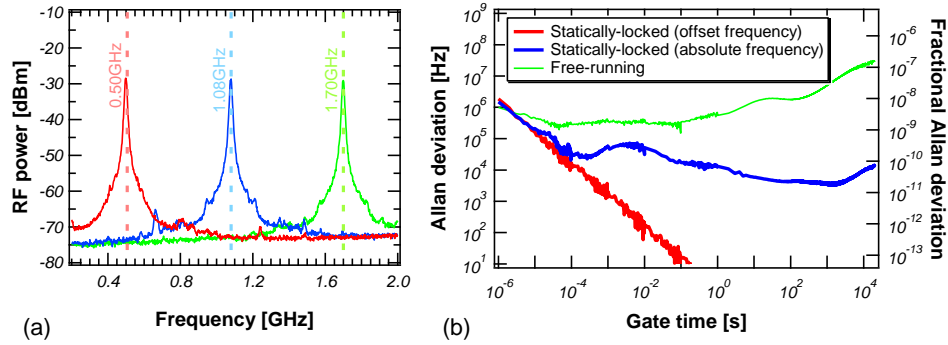 -10
-20
-30
-40
-50
-60
-70
-80
RF power [dBm]
0.50GHz
1.08GHz
1.70GHz
0.4
0.8
1.2
1.6
2.0
Frequency [GHz]
(a)
Statically-locked (offset frequency)
Statically-locked (absolute frequency)
Free-running
10^9
10^8
10^7
10^6
10^5
10^4
10^3
10^2
10^1
Allan deviation [Hz]
10^-6
10^-7
10^-8
10^-9
10^-10
10^-11
10^-12
10^-13
Fractional Allan deviation
10^-6
10^-4
10^-2
10^0
10^2
10^4
Gate time [s]
(b)